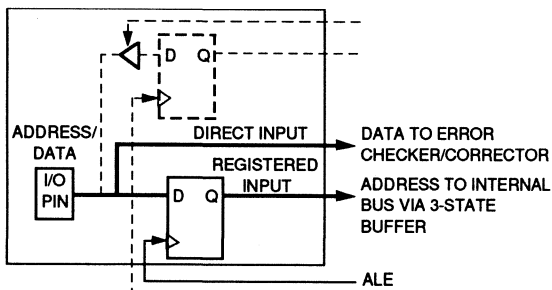 D Q
ADDRESS/
DATA
DIRECT INPUT
DATA TO ERROR
CHECKER/CORRECTOR
REGISTERED
INPUT
I/O
PIN
D Q
ADDRESS TO INTERNAL
BUS VIA 3-STATE
BUFFER
ALE